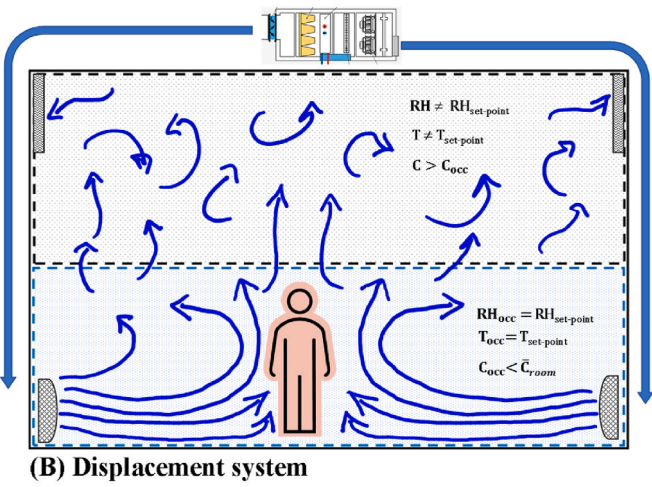 RH ≠ RHset-point
T ≠ Tset-point
C > Cocc
RHocc = RHset-point
Tocc= Tset-point
Cocc< C̄room
(B) Displacement system